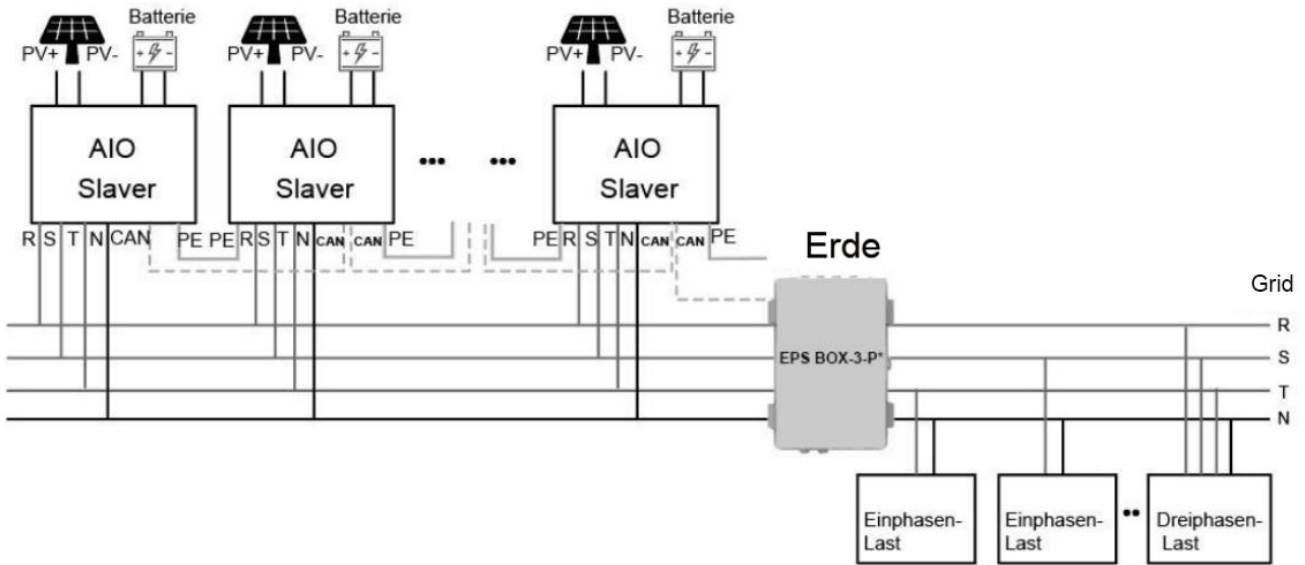 Batterie Batterie Batterie
PV+ PV- + - PV+ PV- + - PV+ PV- + -
AIO Slaver
AIO Slaver
... ...
AIO Slaver
R S T N CAN PE PE R S T N CAN CAN PE PE R S T N CAN CAN PE
Erde
Grid
R
EPS BOX-3-P*
S
T
N
Einphasen-
Last
Einphasen-
Last
..
Dreiphasen-
Last